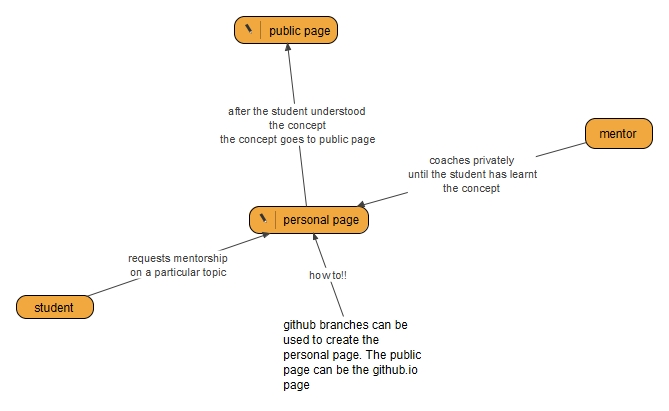 public page
after the student understood
the concept
the concept goes to public page
mentor
coaches privately
until the student has learnt
the concept
personal page
requests mentorship
on a particular topic
how to!!
student
github branches can be
used to create the
personal page. The public
page can be the github.io
page